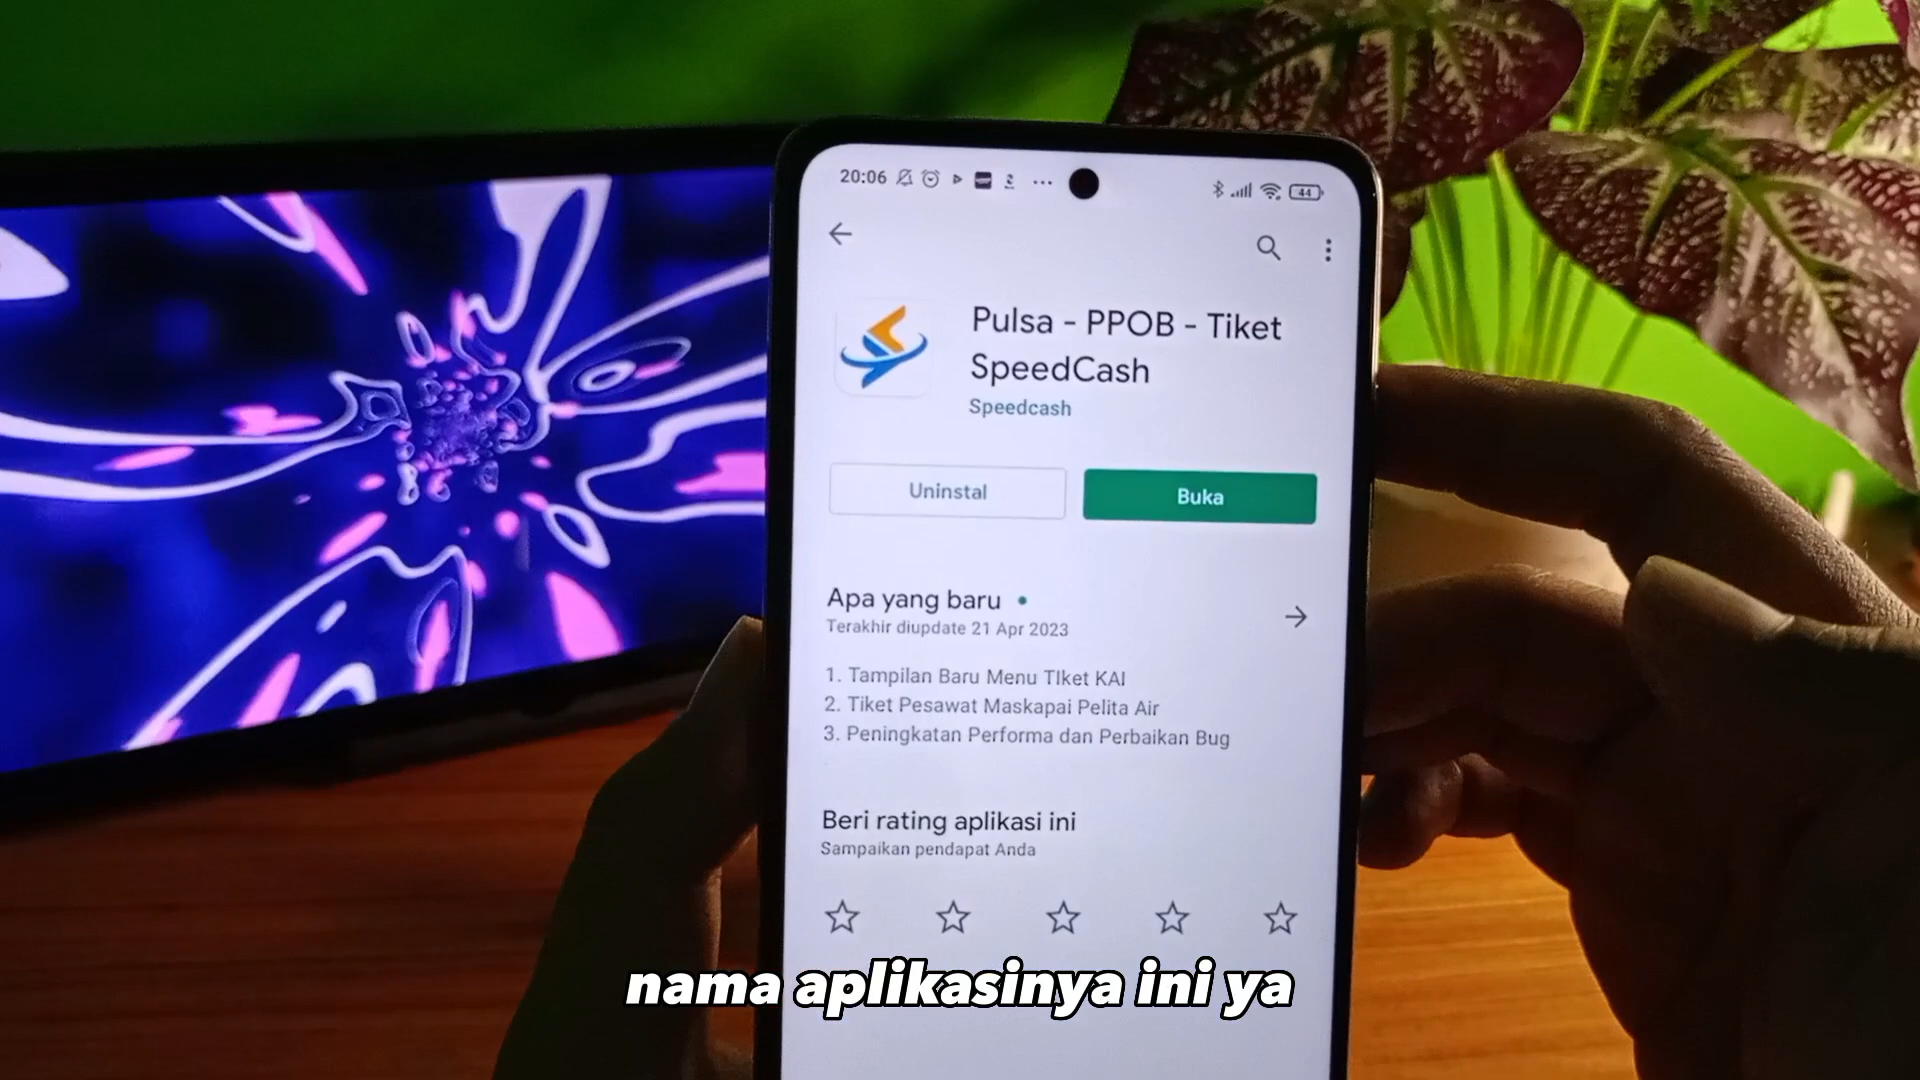 20:06
44
Pulsa - PPOB - Tiket
SpeedCash
Speedcash
Uninstal
Buka
Apa yang baru
Terakhir diupdate 21 Apr 2023
1. Tampilan Baru Menu TIket KAI
2. Tiket Pesawat Maskapai Pelita Air
3. Peningkatan Performa dan Perbaikan Bug
Beri rating aplikasi ini
Sampaikan pendapat Anda
nama aplikasinya ini ya